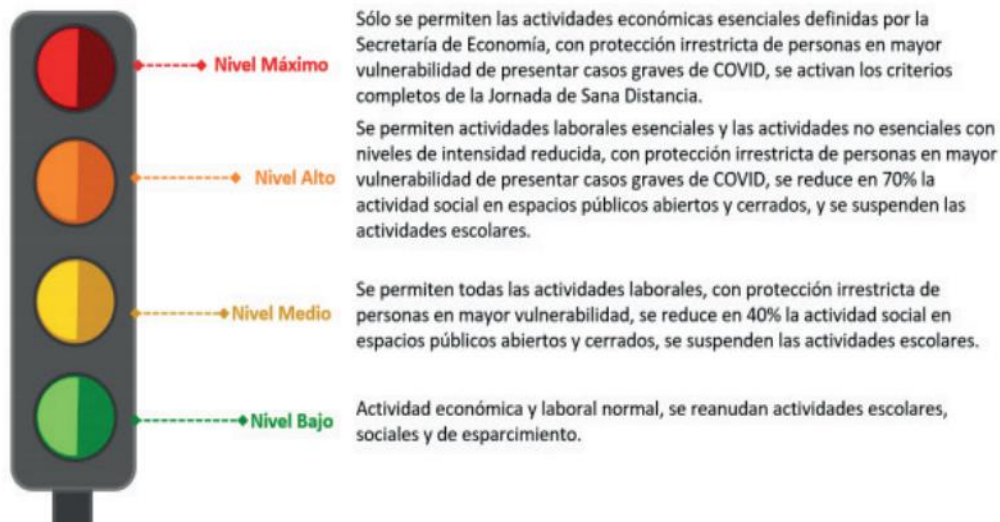 Nivel Máximo
Sólo se permiten las actividades económicas esenciales definidas por la
Secretaría de Economía, con protección irrestricta de personas en mayor
vulnerabilidad de presentar casos graves de COVID, se activan los criterios
completos de la Jornada de Sana Distancia.
Nivel Alto
Se permiten actividades laborales esenciales y las actividades no esenciales con
niveles de intensidad reducida, con protección irrestricta de personas en mayor
vulnerabilidad de presentar casos graves de COVID, se reduce en 70% la
actividad social en espacios públicos abiertos y cerrados, y se suspenden las
actividades escolares.
Nivel Medio
Se permiten todas las actividades laborales, con protección irrestricta de
personas en mayor vulnerabilidad, se reduce en 40% la actividad social en
espacios públicos abiertos y cerrados, se suspenden las actividades escolares.
Nivel Bajo
Actividad económica y laboral normal, se reanudan actividades escolares,
sociales y de esparcimiento.